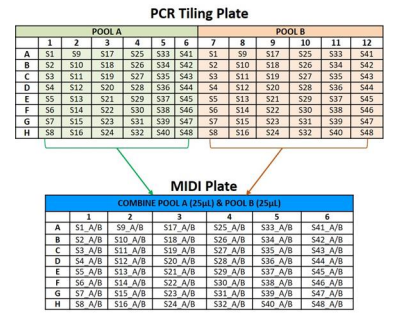 PCR Tiling Plate
POOL A POOL B
1 2 3 4 5 6 7 8 9 10 11 12
A S1 S9 S17 S25 S33 S41 S1 S9 S17 S25 S33 S41
B S2 S10 S18 S26 S34 S42 S2 S10 S18 S26 S34 S42
C S3 S11 S19 S27 S35 S43 S3 S11 S19 S27 S35 S43
D S4 S12 S20 S28 S36 S44 S4 S12 S20 S28 S36 S44
E S5 S13 S21 S29 S37 S45 S5 S13 S21 S29 S37 S45
F S6 S14 S22 S30 S38 S46 S6 S14 S22 S30 S38 S46
G S7 S15 S23 S31 S39 S47 S7 S15 S23 S31 S39 S47
H S8 S16 S24 S32 S40 S48 S8 S16 S24 S32 S40 S48
MIDI Plate
COMBINE POOL A (25µL) & POOL B (25µL)
1 2 3 4 5 6
A S1_A/B S9_A/B S17_A/B S25_A/B S33_A/B S41_A/B
B S2_A/B S10_A/B S18_A/B S26_A/B S34_A/B S42_A/B
C S3_A/B S11_A/B S19_A/B S27_A/B S35_A/B S43_A/B
D S4_A/B S12_A/B S20_A/B S28_A/B S36_A/B S44_A/B
E S5_A/B S13_A/B S21_A/B S29_A/B S37_A/B S45_A/B
F S6_A/B S14_A/B S22_A/B S30_A/B S38_A/B S46_A/B
G S7_A/B S15_A/B S23_A/B S31_A/B S39_A/B S47_A/B
H S8_A/B S16_A/B S24_A/B S32_A/B S40_A/B S48_A/B